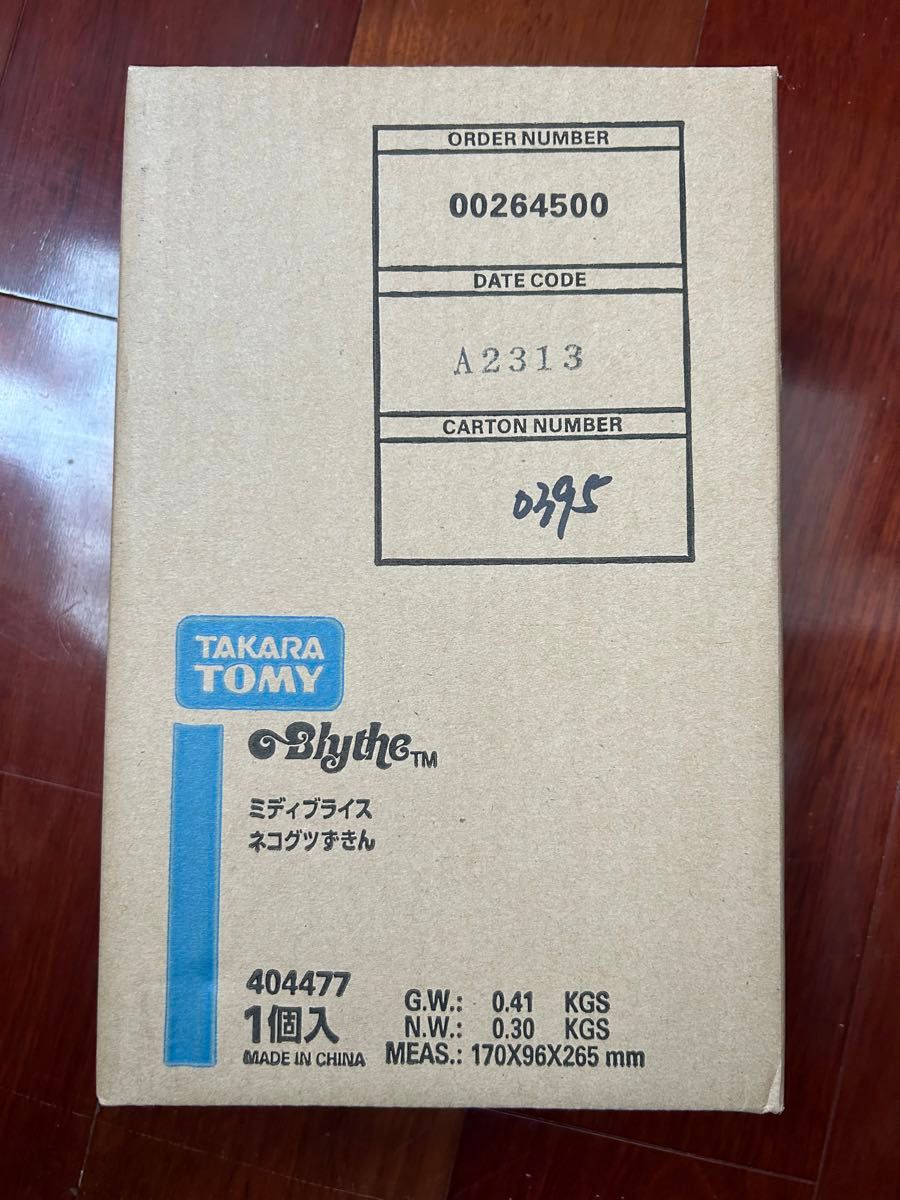 ORDER NUMBER
00264500
DATE CODE
A2313
CARTON NUMBER
0395
TAKARA
TOMY
Blythe™
ミディブライス
ネコグツずきん
404477
1個入
MADE IN CHINA
G.W.: 0.41 KGS
N.W.: 0.30 KGS
MEAS.: 170X96X265 mm